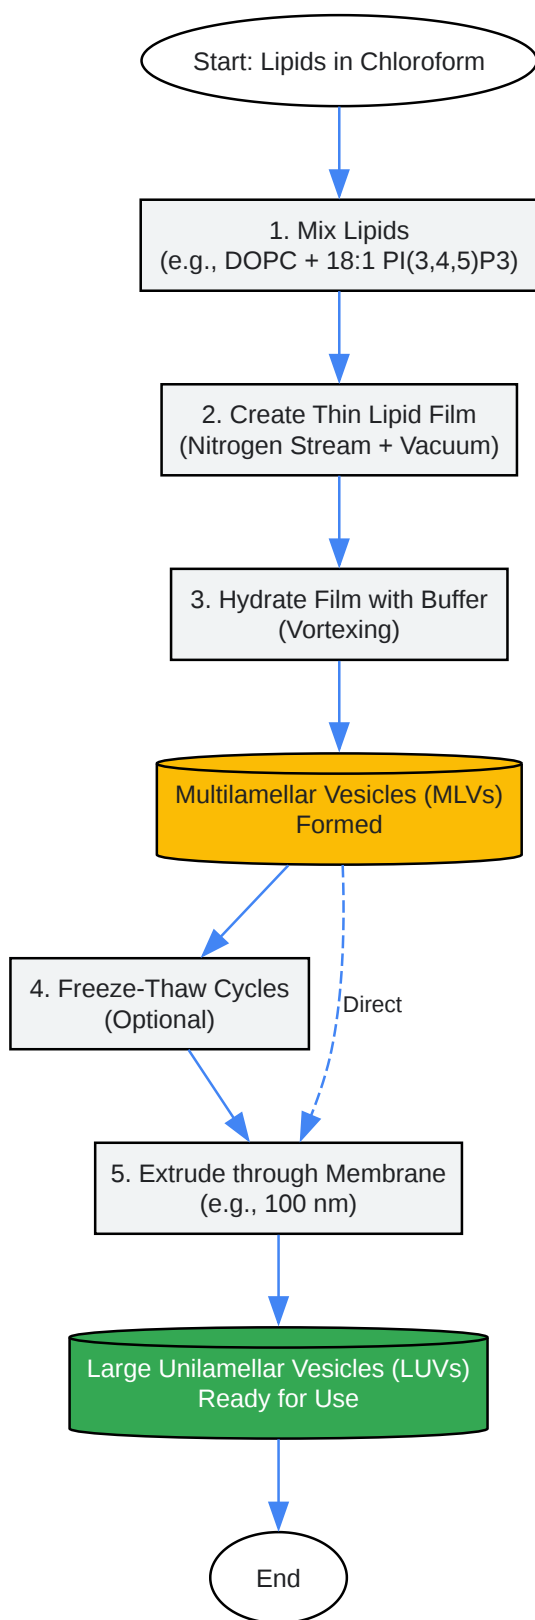 Start: Lipids in Chloroform
1. Mix Lipids
(e.g., DOPC + 18:1 PI(3,4,5)P3)
2. Create Thin Lipid Film
(Nitrogen Stream + Vacuum)
3. Hydrate Film with Buffer
(Vortexing)
Multilamellar Vesicles (MLVs)
Formed
4. Freeze-Thaw Cycles
(Optional)
Direct
5. Extrude through Membrane
(e.g., 100 nm)
Large Unilamellar Vesicles (LUVs)
Ready for Use
End